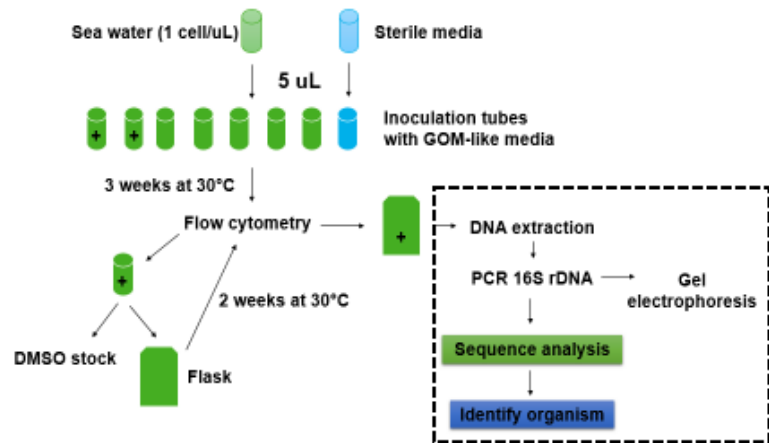 Sea water (1 cell/uL)
Sterile media
5 uL
+
+
Inoculation tubes
with GOM-like media
3 weeks at 30°C
Flow cytometry
+
DNA extraction
PCR 16S rDNA
Gel
electrophoresis
+
2 weeks at 30°C
DMSO stock
Flask
Sequence analysis
Identify organism